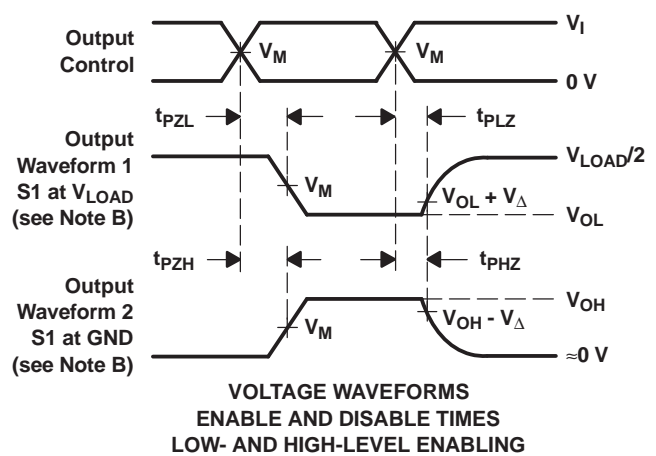 Output
Control
V_M
V_M
V_I
0 V
t_PZL
t_PLZ
Output
Waveform 1
S1 at V_LOAD
(see Note B)
V_M
V_LOAD/2
V_OL + V_Δ
V_OL
t_PZH
t_PHZ
Output
Waveform 2
S1 at GND
(see Note B)
V_M
V_OH
V_OH - V_Δ
≈0 V
VOLTAGE WAVEFORMS
ENABLE AND DISABLE TIMES
LOW- AND HIGH-LEVEL ENABLING